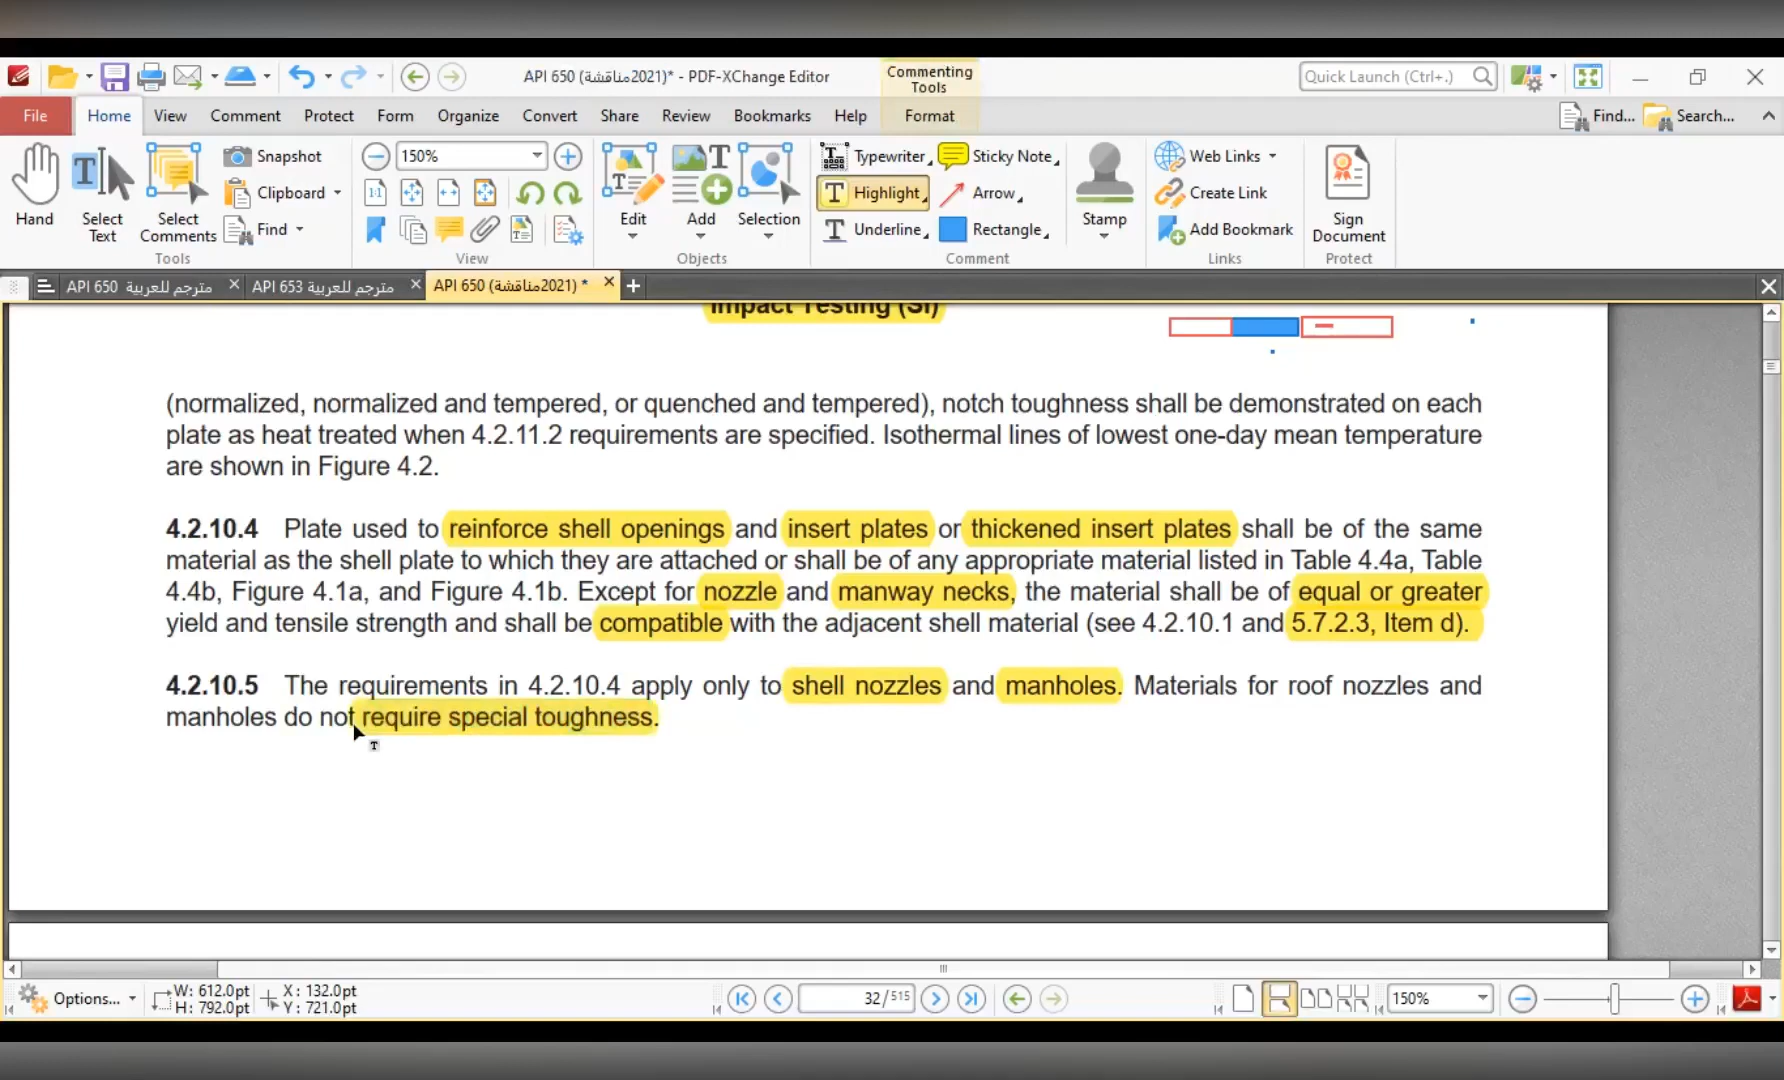 API 650 (مناقشة2021)* - PDF-XChange Editor
Commenting Tools
Quick Launch (Ctrl+.)
File Home View Comment Protect Form Organize Convert Share Review Bookmarks Help Format Find... Search...
Hand
Select Text
Select Comments
Snapshot
Clipboard
Find
Tools
150%
View
Edit
Add
Selection
Objects
Typewriter
Sticky Note
Highlight
Arrow
Underline
Rectangle
Comment
Stamp
Web Links
Create Link
Add Bookmark
Links
Sign Document
Protect
API 650 مترجم للعربية
API 653 مترجم للعربية
API 650 (مناقشة2021) *
Impact Testing (SI)
(normalized, normalized and tempered, or quenched and tempered), notch toughness shall be demonstrated on each
plate as heat treated when 4.2.11.2 requirements are specified. Isothermal lines of lowest one-day mean temperature
are shown in Figure 4.2.
4.2.10.4 Plate used to reinforce shell openings and insert plates or thickened insert plates shall be of the same
material as the shell plate to which they are attached or shall be of any appropriate material listed in Table 4.4a, Table
4.4b, Figure 4.1a, and Figure 4.1b. Except for nozzle and manway necks, the material shall be of equal or greater
yield and tensile strength and shall be compatible with the adjacent shell material (see 4.2.10.1 and 5.7.2.3, Item d).
4.2.10.5 The requirements in 4.2.10.4 apply only to shell nozzles and manholes. Materials for roof nozzles and
manholes do not require special toughness.
Options...
W: 612.0pt
H: 792.0pt
X: 132.0pt
Y: 721.0pt
32/515
150%